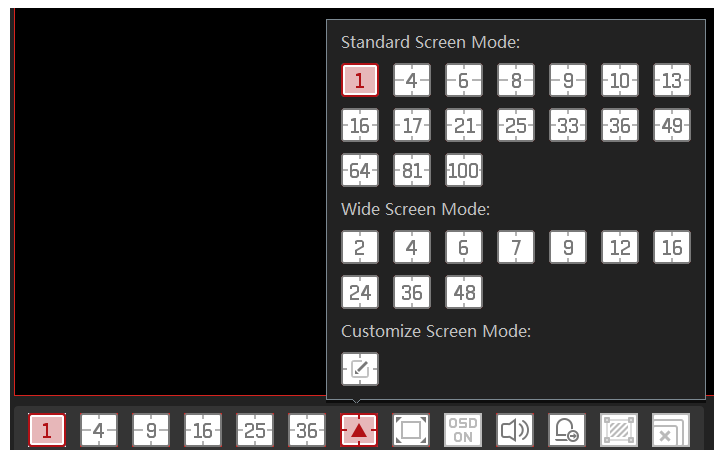 Standard Screen Mode:
1 4 6 8 9 10 13
16 17 21 25 33 36 49
64 81 100
Wide Screen Mode:
2 4 6 7 9 12 16
24 36 48
Customize Screen Mode:
1 4 9 16 25 36 OSD ON